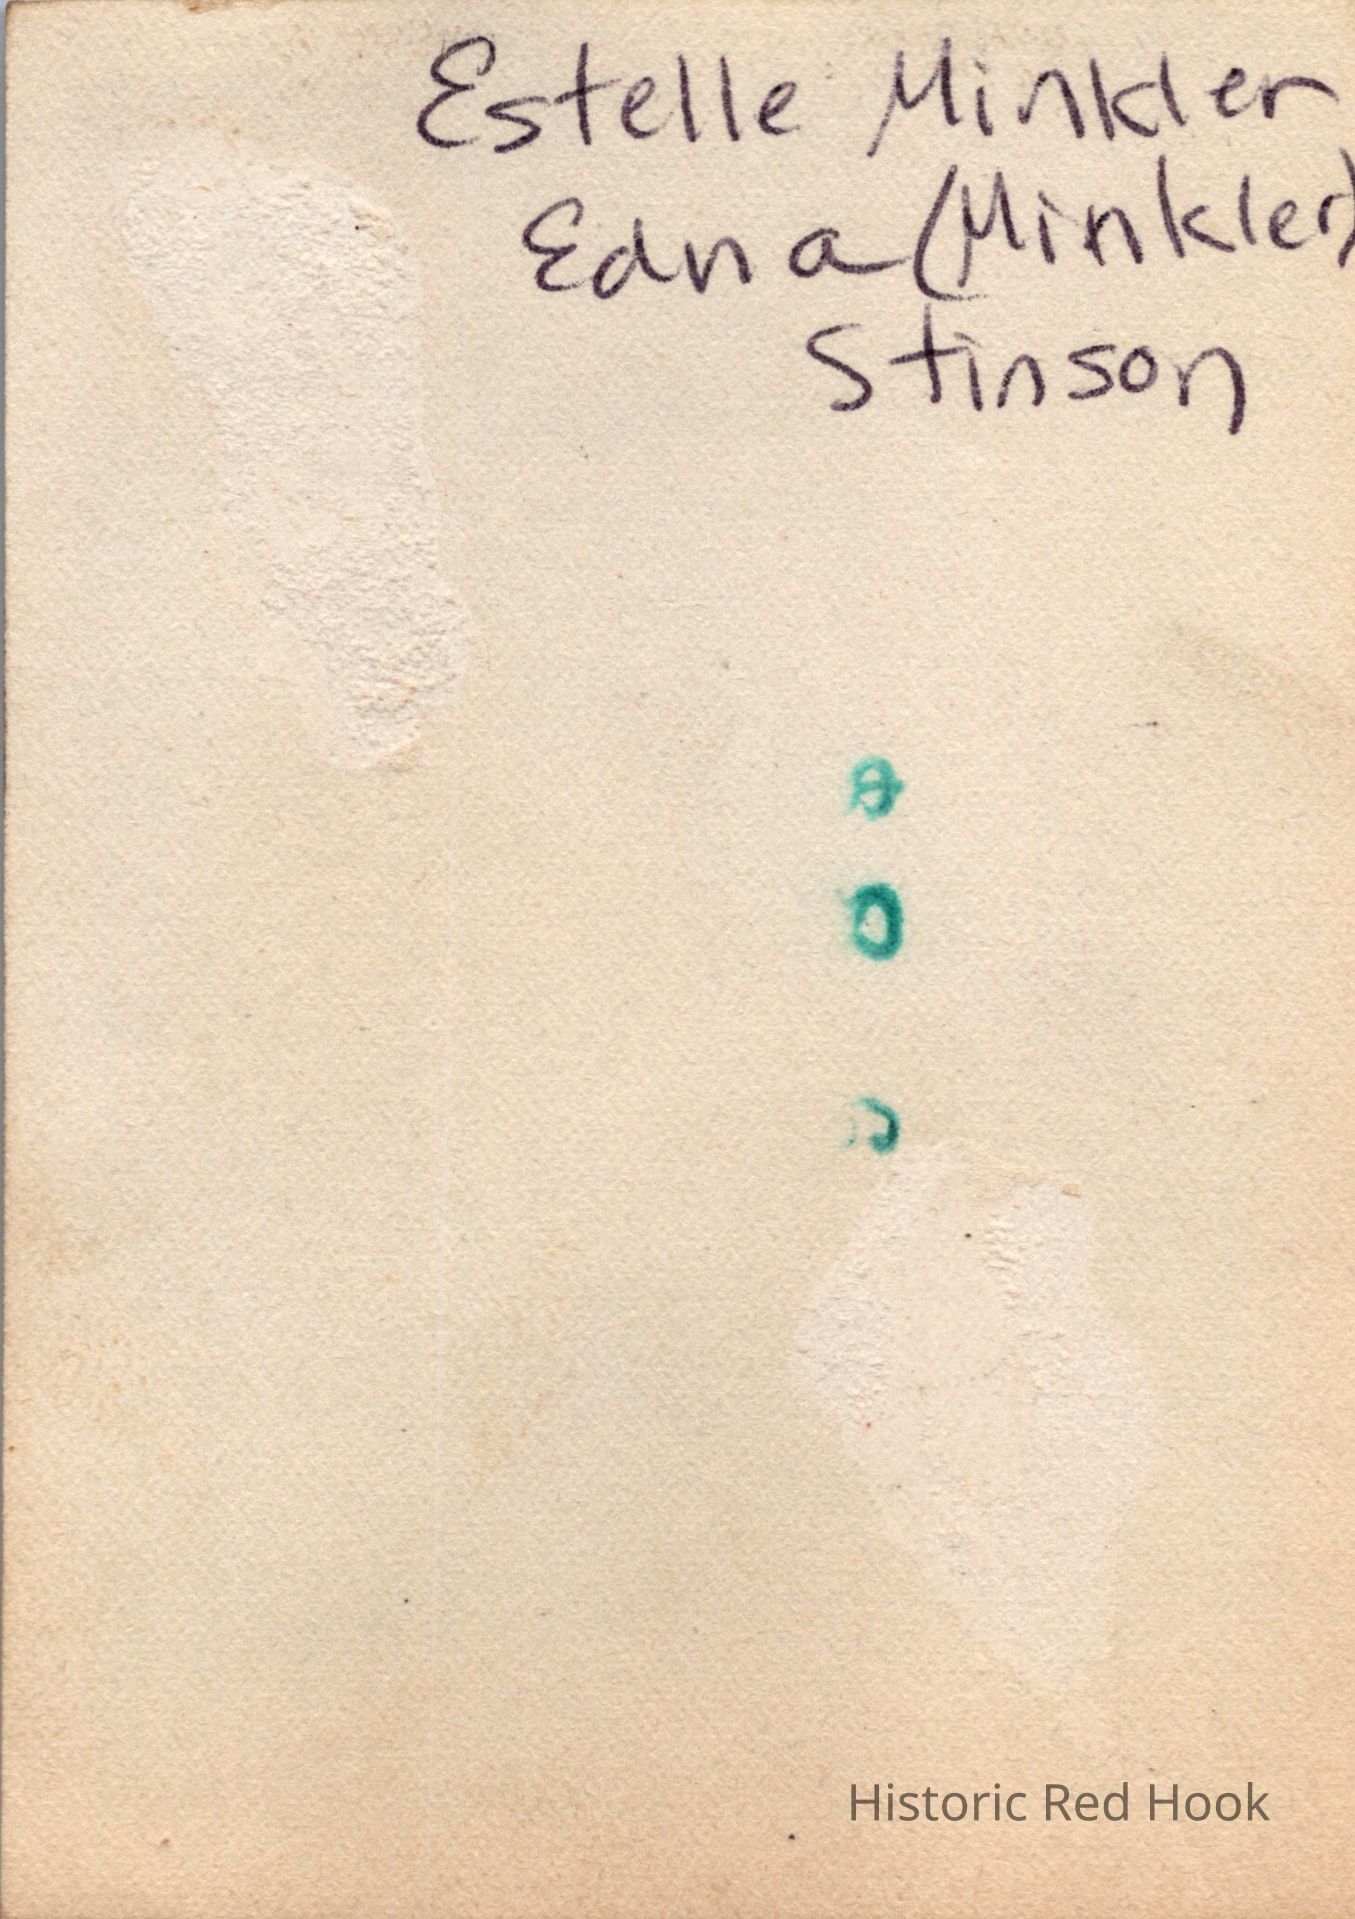 Estelle Minkler
Edna (Minkler)
Stinson
Historic Red Hook